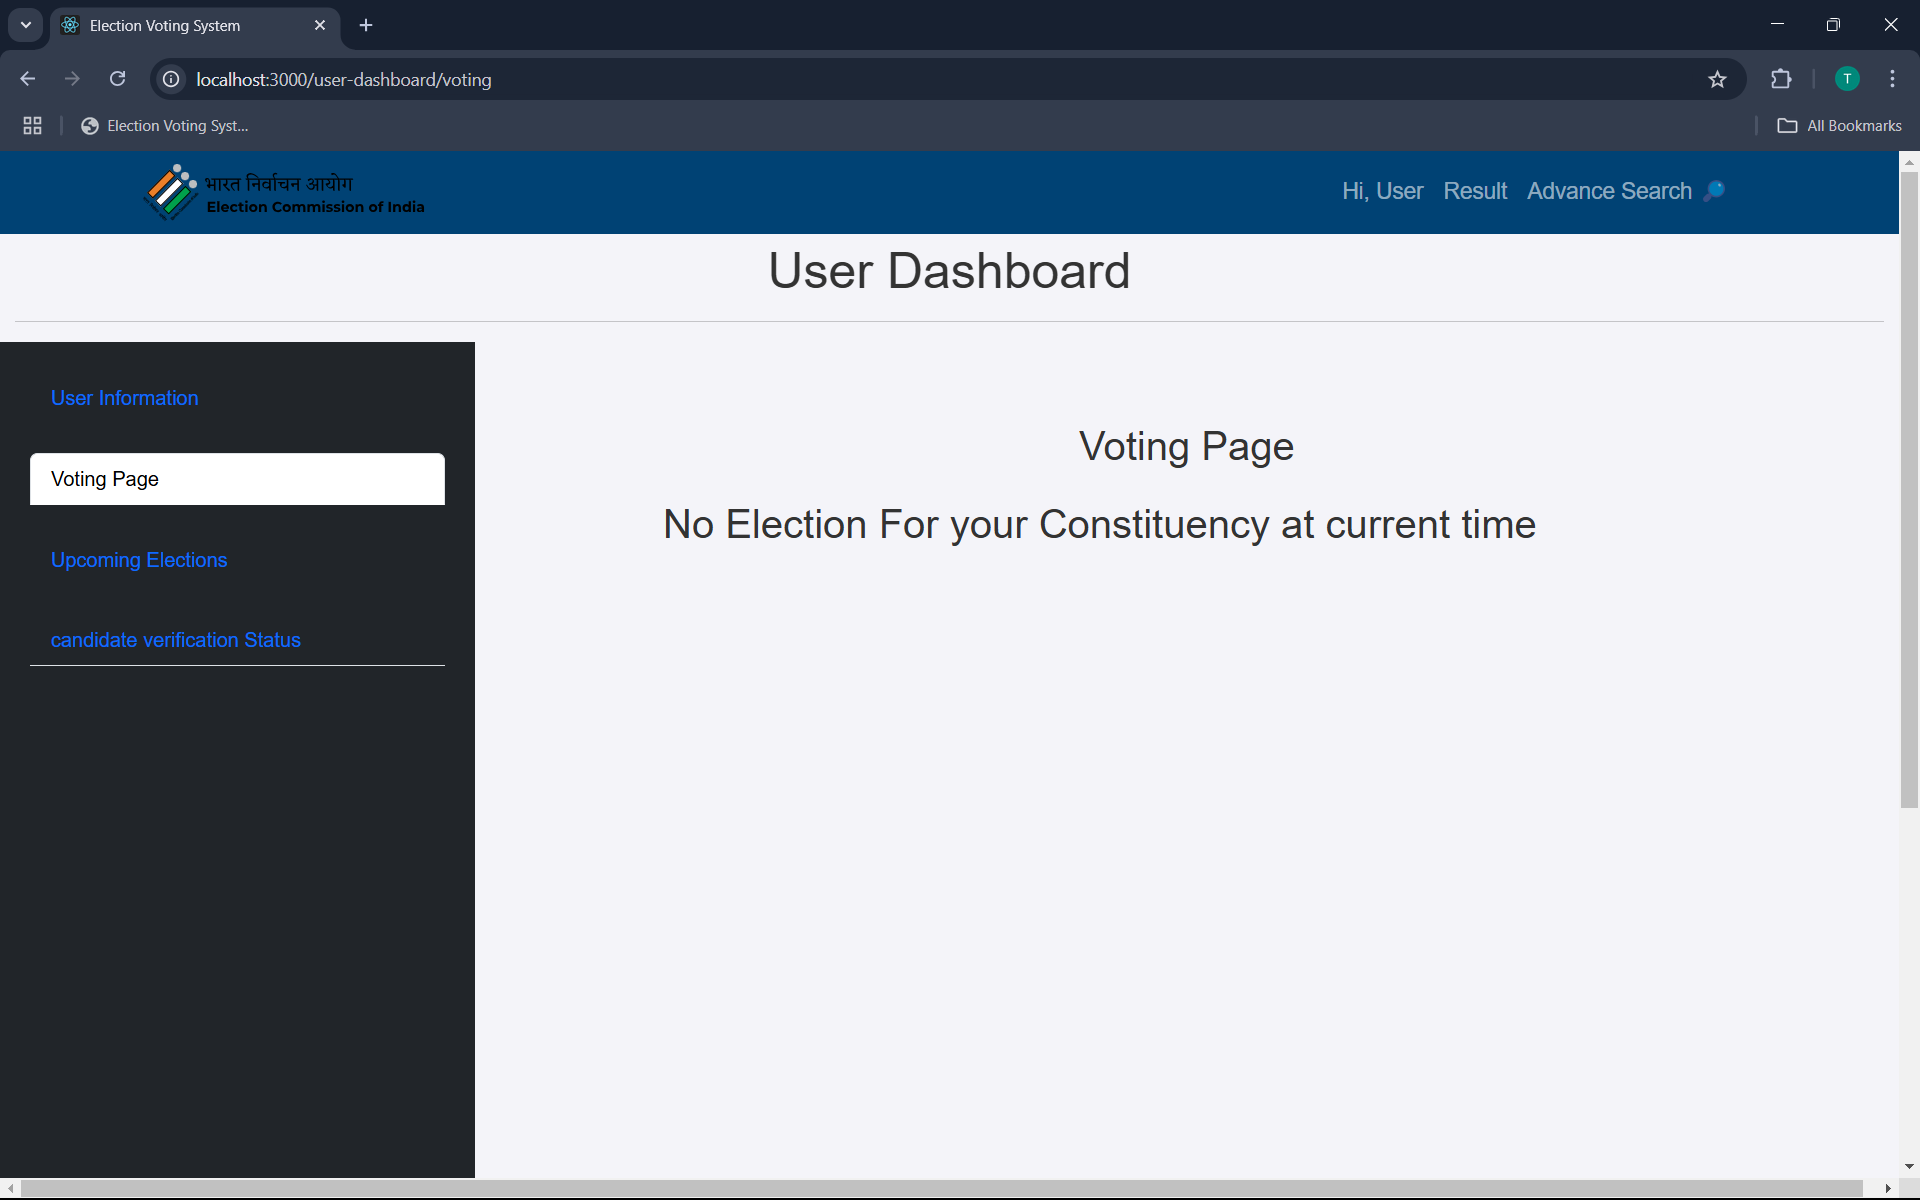 Election Voting System
localhost:3000/user-dashboard/voting
T
Election Voting Syst...
All Bookmarks
भारत निर्वाचन आयोग
Election Commission of India
Hi, User Result Advance Search
User Dashboard
User Information
Voting Page
Upcoming Elections
candidate verification Status
Voting Page
No Election For your Constituency at current time